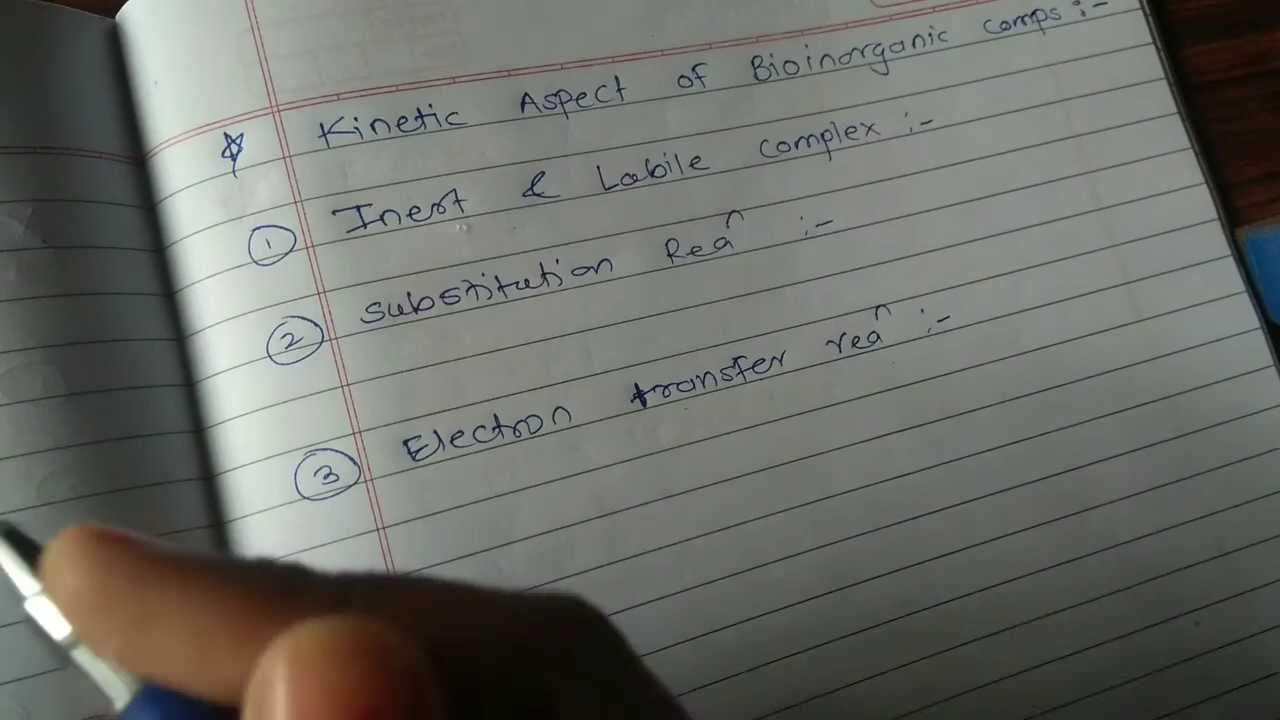 ☆ Kinetic Aspect of Bioinorganic comps :-
① Inert & Labile complex :-
② substitution Reaⁿ :-
③ Electron transfer reaⁿ :-